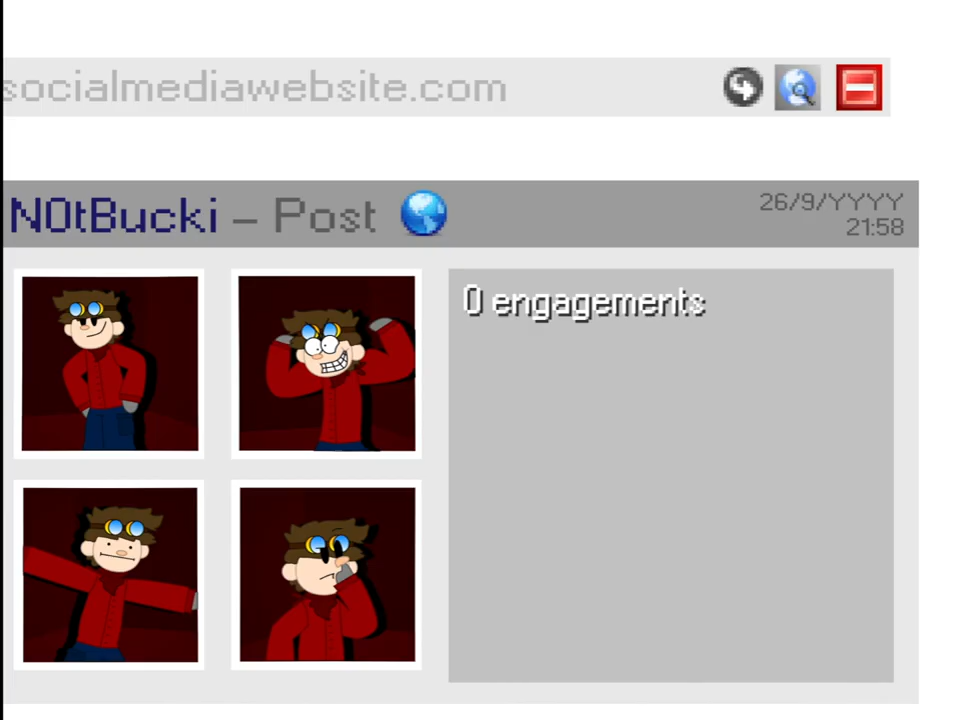 socialmediawebsite.com
N0tBucki – Post
26/9/YYYY
21:58
0 engagements